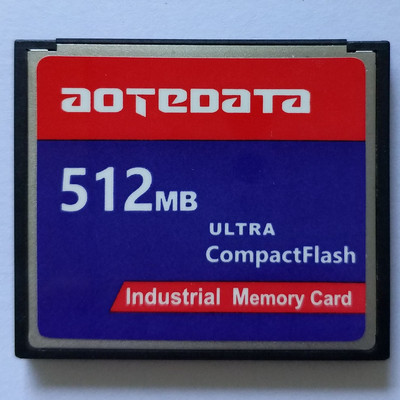 aoteDATA
512MB
ULTRA
CompactFlash
Industrial Memory Card